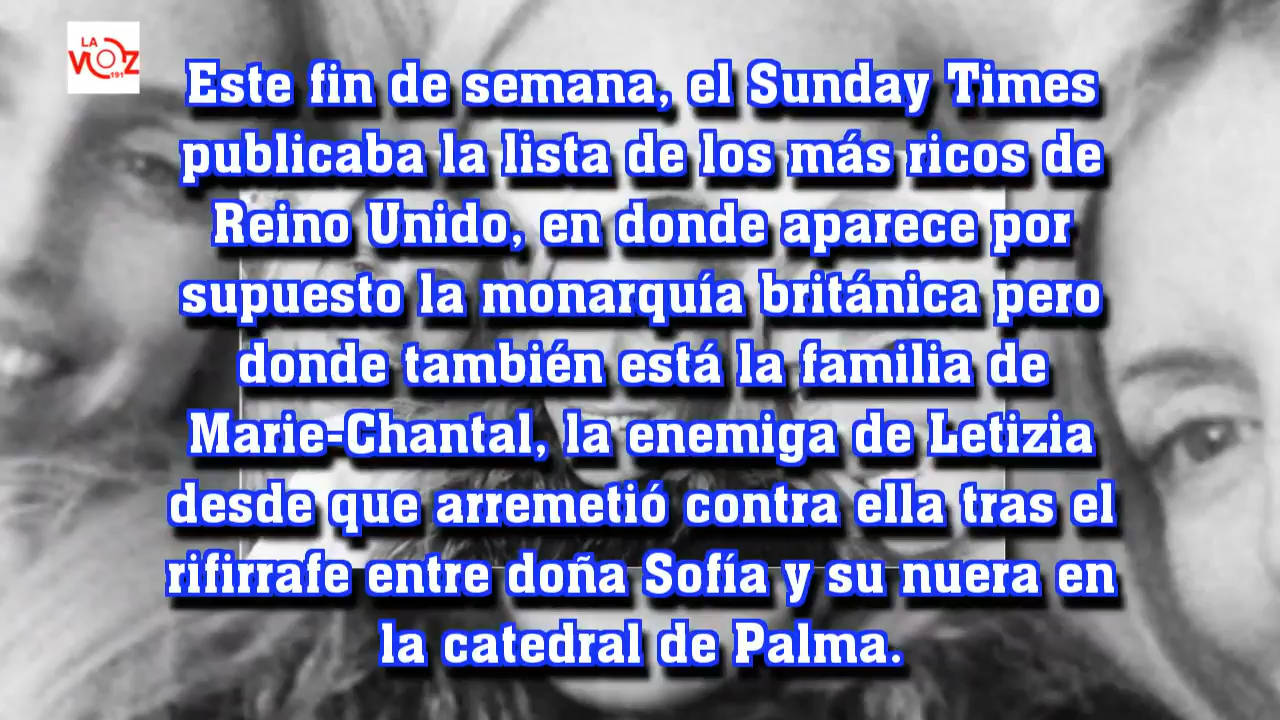 LA
VOZ
191
Este fin de semana, el Sunday Times
publicaba la lista de los más ricos de
Reino Unido, en donde aparece por
supuesto la monarquía británica pero
donde también está la familia de
Marie-Chantal, la enemiga de Letizia
desde que arremetió contra ella tras el
rifirrafe entre doña Sofía y su nuera en
la catedral de Palma.